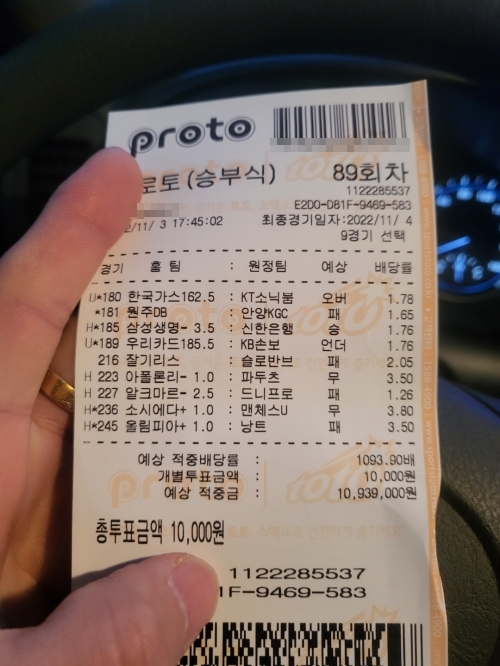 proto
로토 (승부식) 89회차
1122285537
E2D0-D81F-9469-583
2/11/ 3 17:45:02 최종경기일자:2022/11/ 4
9경기 선택
경기 홈 팀 : 원정팀 예상 배당률
U*180 한국가스162.5 : KT소닉붐 오버 1.78
*181 원주DB : 안양KGC 패 1.65
H*185 삼성생명- 3.5 : 신한은행 승 1.76
U*189 우리카드185.5 : KB손보 언더 1.76
216 잘기리스 : 슬로반브 패 2.05
H 223 아폴론리- 1.0 : 파두츠 무 3.50
H 227 알크마르- 2.5 : 드니프로 패 1.26
H*236 소시에다+ 1.0 : 맨체스U 무 3.80
H*245 올림피아+ 1.0 : 낭트 패 3.50
예상 적중배당률 : 1093.90배
개별투표금액 : 10,000원
예상 적중금 : 10,939,000원
총투표금액 10,000원
1122285537
1F-9469-583